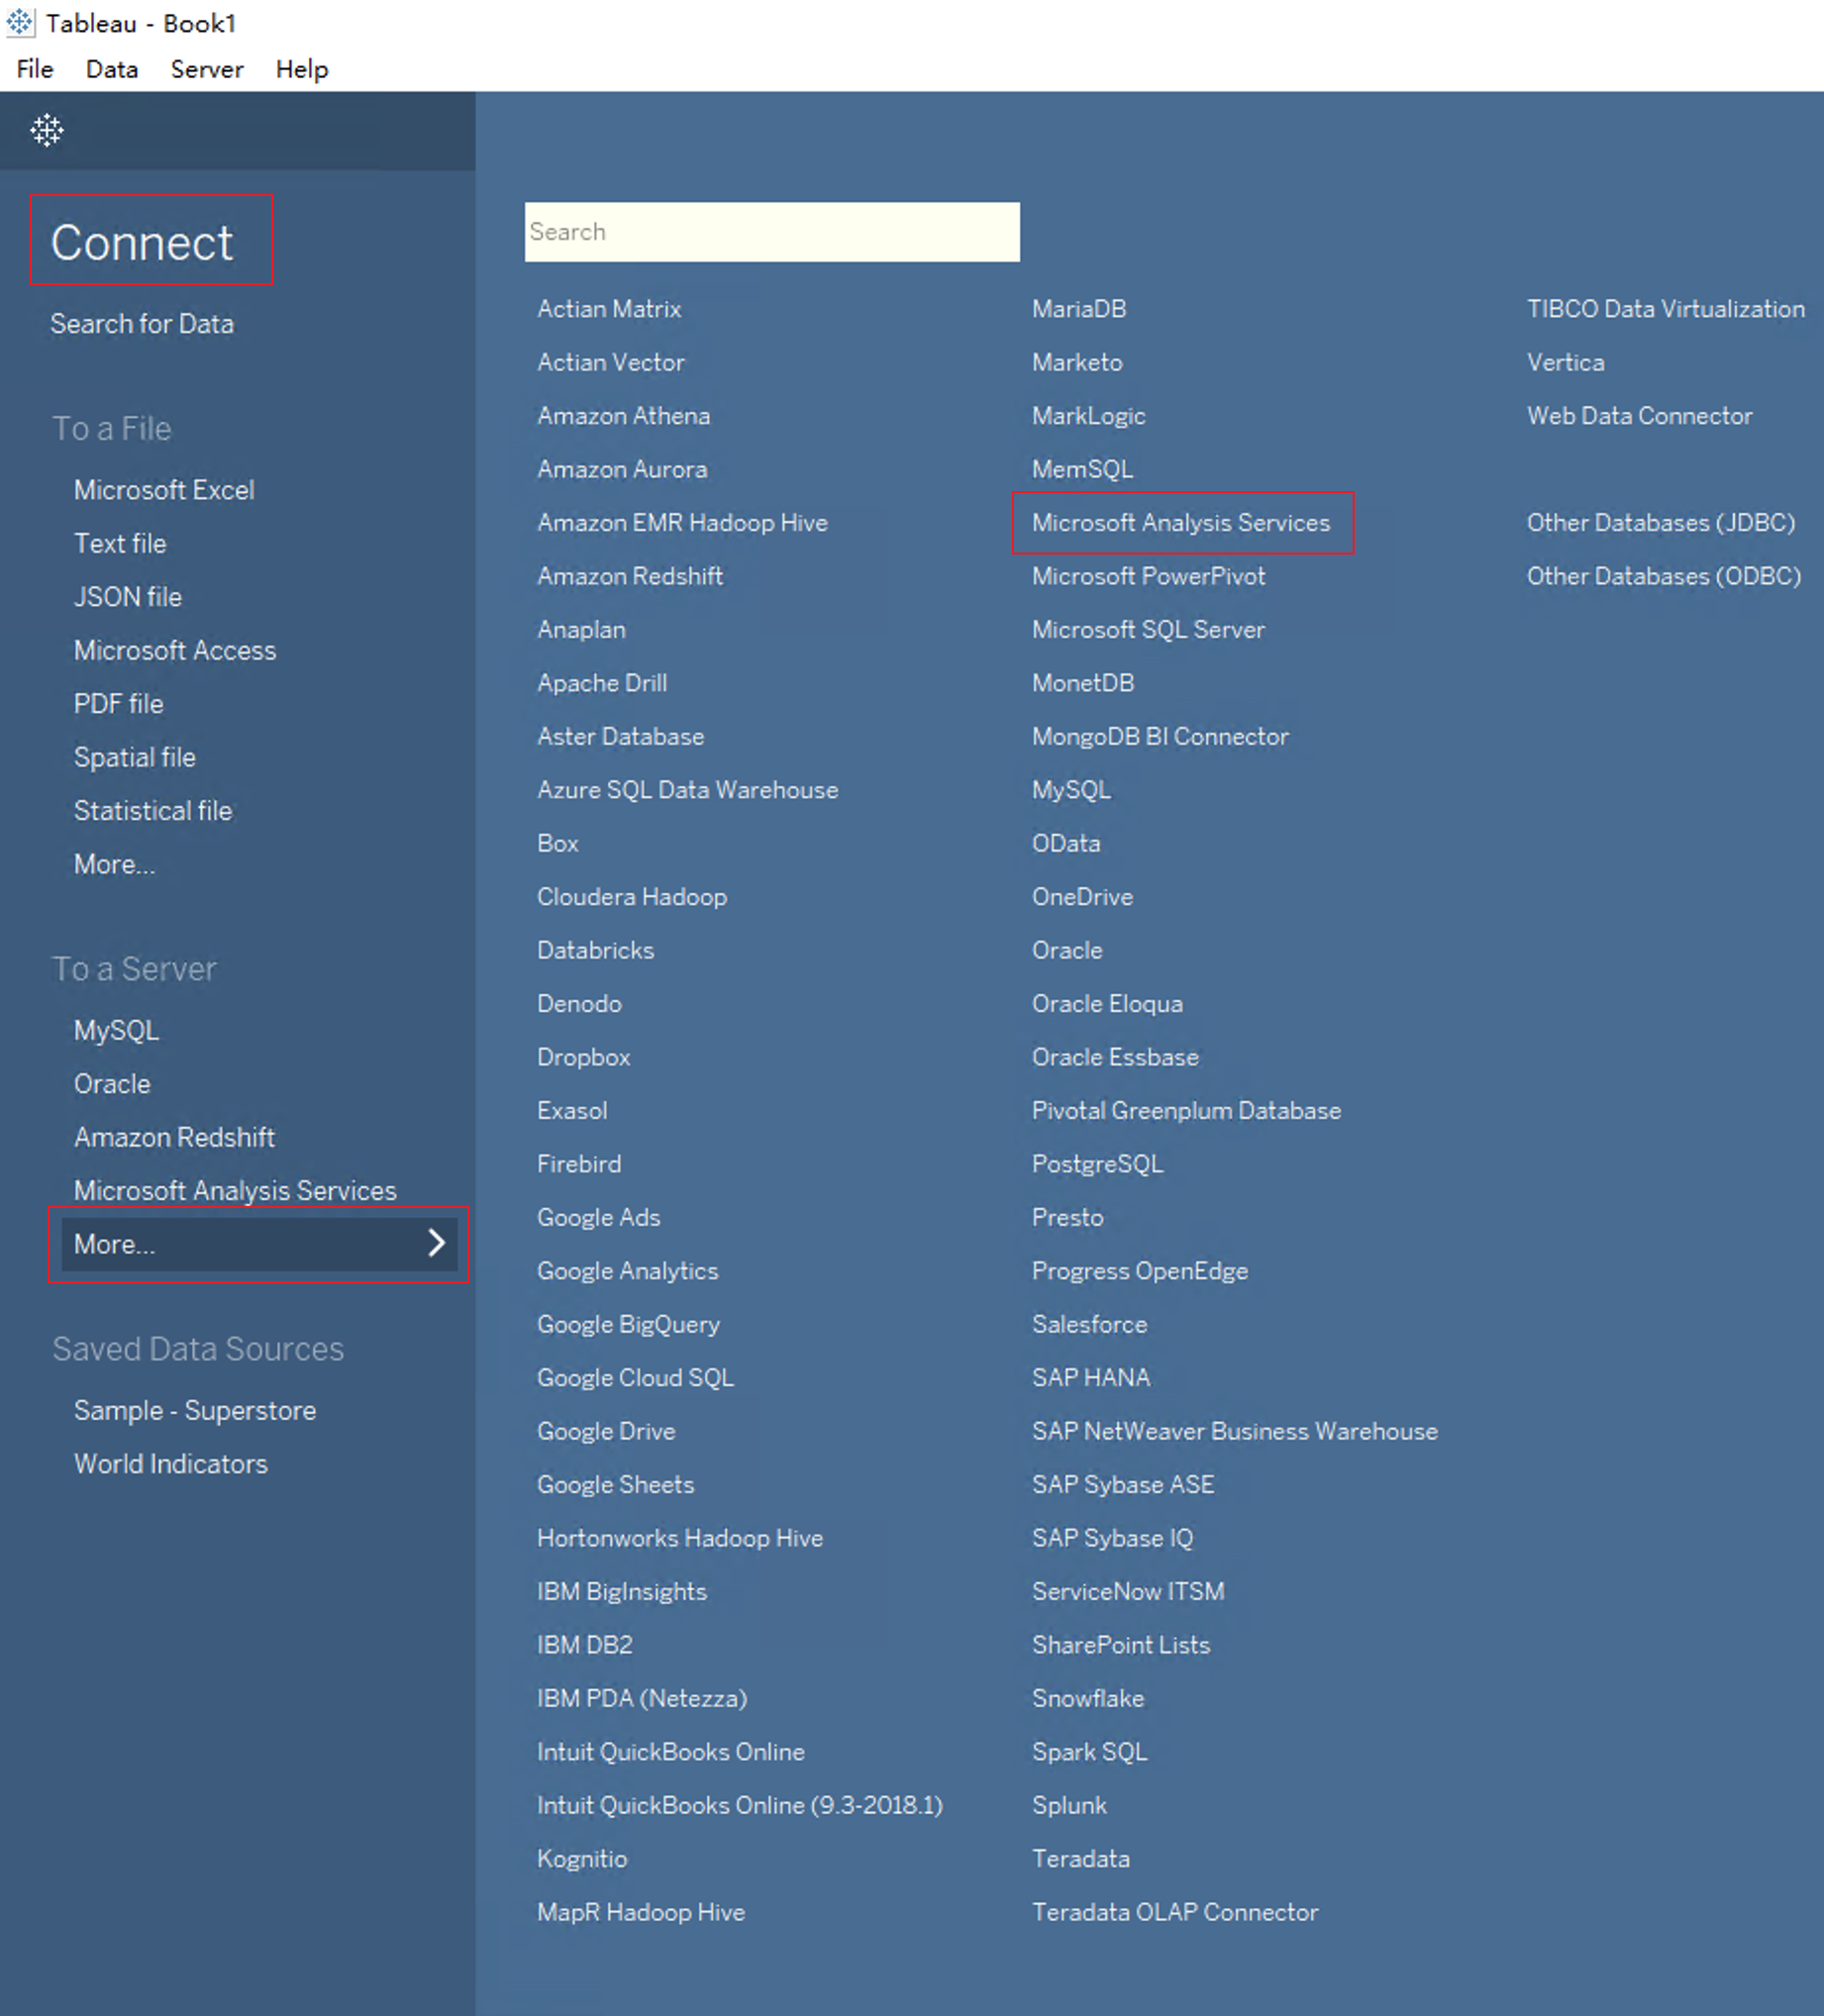 Tableau - Book1
File Data Server Help
Connect
Search for Data
To a File
Microsoft Excel
Text file
JSON file
Microsoft Access
PDF file
Spatial file
Statistical file
More...
To a Server
MySQL
Oracle
Amazon Redshift
Microsoft Analysis Services
More...
Saved Data Sources
Sample - Superstore
World Indicators
Search
Actian Matrix
Actian Vector
Amazon Athena
Amazon Aurora
Amazon EMR Hadoop Hive
Amazon Redshift
Anaplan
Apache Drill
Aster Database
Azure SQL Data Warehouse
Box
Cloudera Hadoop
Databricks
Denodo
Dropbox
Exasol
Firebird
Google Ads
Google Analytics
Google BigQuery
Google Cloud SQL
Google Drive
Google Sheets
Hortonworks Hadoop Hive
IBM BigInsights
IBM DB2
IBM PDA (Netezza)
Intuit QuickBooks Online
Intuit QuickBooks Online (9.3-2018.1)
Kognitio
MapR Hadoop Hive
MariaDB
Marketo
MarkLogic
MemSQL
Microsoft Analysis Services
Microsoft PowerPivot
Microsoft SQL Server
MonetDB
MongoDB BI Connector
MySQL
OData
OneDrive
Oracle
Oracle Eloqua
Oracle Essbase
Pivotal Greenplum Database
PostgreSQL
Presto
Progress OpenEdge
Salesforce
SAP HANA
SAP NetWeaver Business Warehouse
SAP Sybase ASE
SAP Sybase IQ
ServiceNow ITSM
SharePoint Lists
Snowflake
Spark SQL
Splunk
Teradata
Teradata OLAP Connector
TIBCO Data Virtualization
Vertica
Web Data Connector
Other Databases (JDBC)
Other Databases (ODBC)